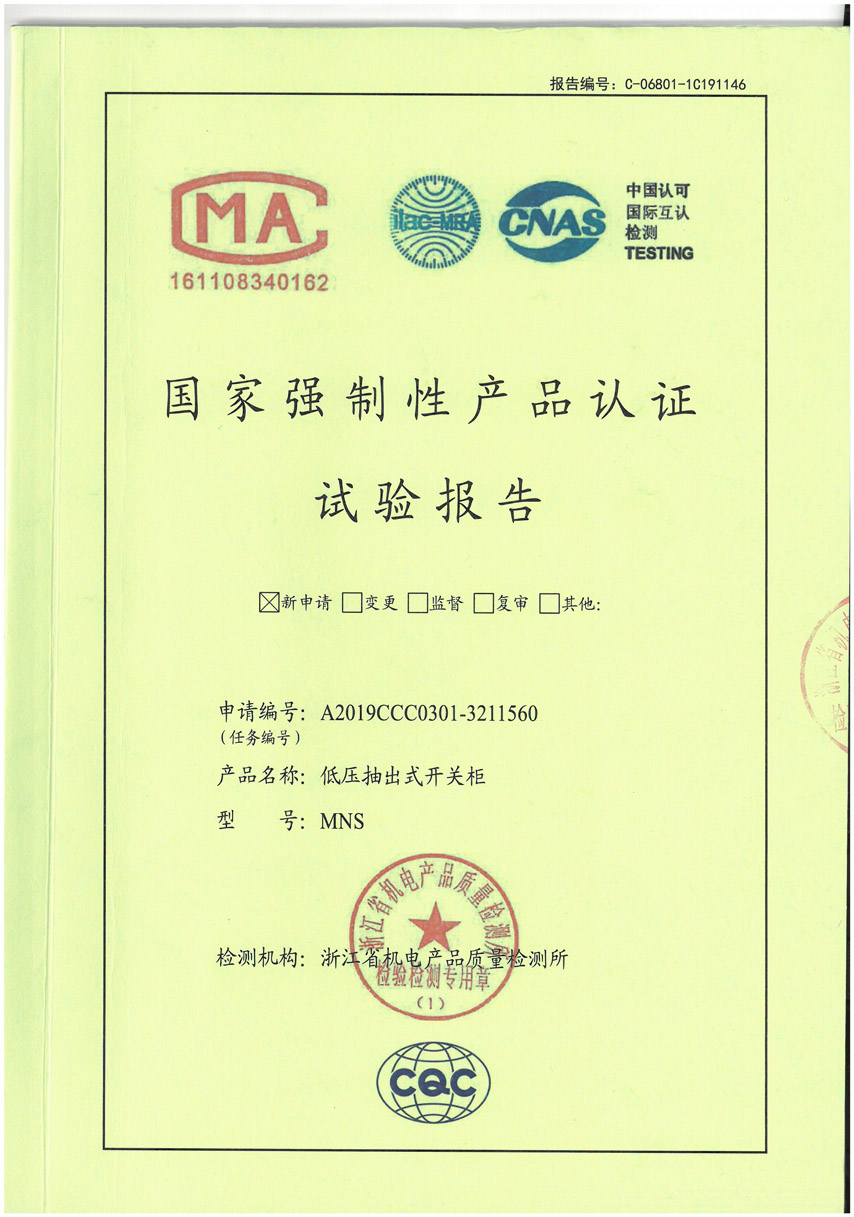 报告编号：C-06801-1C191146
MA
161108340162
ilac-MRA
CNAS
中国认可
国际互认
检测
TESTING
国家强制性产品认证
试验报告
☒新申请 □变更 □监督 □复审 □其他:
申请编号: A2019CCC0301-3211560
(任务编号)
产品名称: 低压抽出式开关柜
型 号: MNS
浙江省机电产品质量检测所
检测机构: 浙江省机电产品质量检测所
检验检测专用章
(1)
CQC